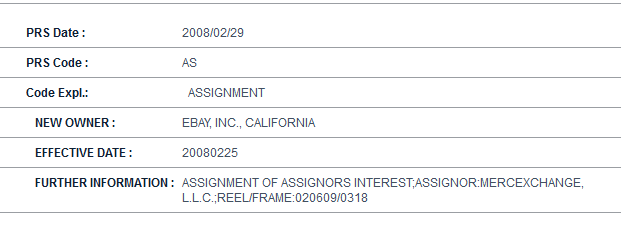 PRS Date : 2008/02/29
PRS Code : AS
Code Expl.: ASSIGNMENT
NEW OWNER : EBAY, INC., CALIFORNIA
EFFECTIVE DATE : 20080225
FURTHER INFORMATION : ASSIGNMENT OF ASSIGNORS INTEREST;ASSIGNOR:MERCEXCHANGE,
L.L.C.;REEL/FRAME:020609/0318